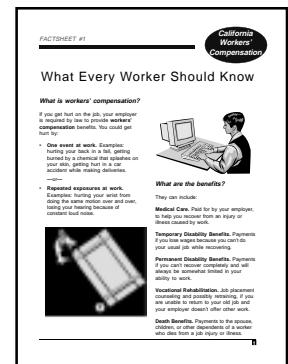 FACTSHEET #1
California
Workers'
Compensation
What Every Worker Should Know
What is workers' compensation?
If you get hurt on the job, your employer
is required by law to provide workers'
compensation benefits. You could get
hurt by:
• One event at work. Examples:
hurting your back in a fall, getting
burned by a chemical that splashes on
your skin, getting hurt in a car
accident while making deliveries.
—or—
• Repeated exposures at work.
Examples: hurting your wrist from
doing the same motion over and over,
losing your hearing because of
constant loud noise.
What are the benefits?
They can include:
Medical Care. Paid for by your employer,
to help you recover from an injury or
illness caused by work.
Temporary Disability Benefits. Payments
if you lose wages because you can't do
your usual job while recovering.
Permanent Disability Benefits. Payments
if you can't recover completely and will
always be somewhat limited in your
ability to work.
Vocational Rehabilitation. Job placement
counseling and possibly retraining, if you
are unable to return to your old job and
your employer doesn't offer other work.
Death Benefits. Payments to the spouse,
children, or other dependents of a worker
who dies from a job injury or illness.